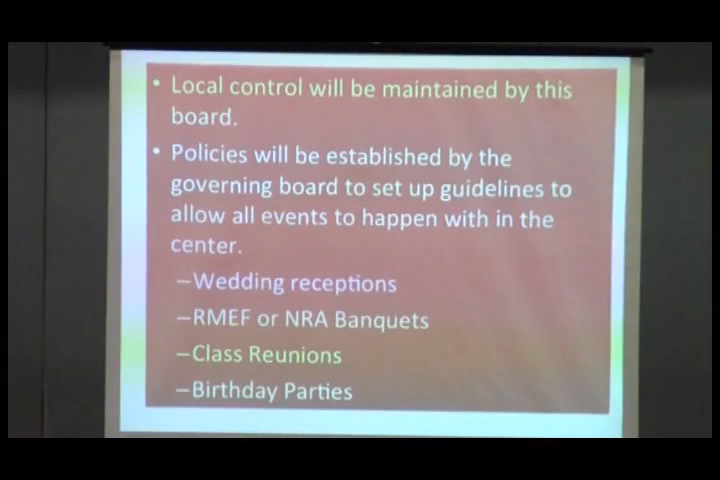 • Local control will be maintained by this
board.
• Policies will be established by the
governing board to set up guidelines to
allow all events to happen with in the
center.
–Wedding receptions
–RMEF or NRA Banquets
–Class Reunions
–Birthday Parties